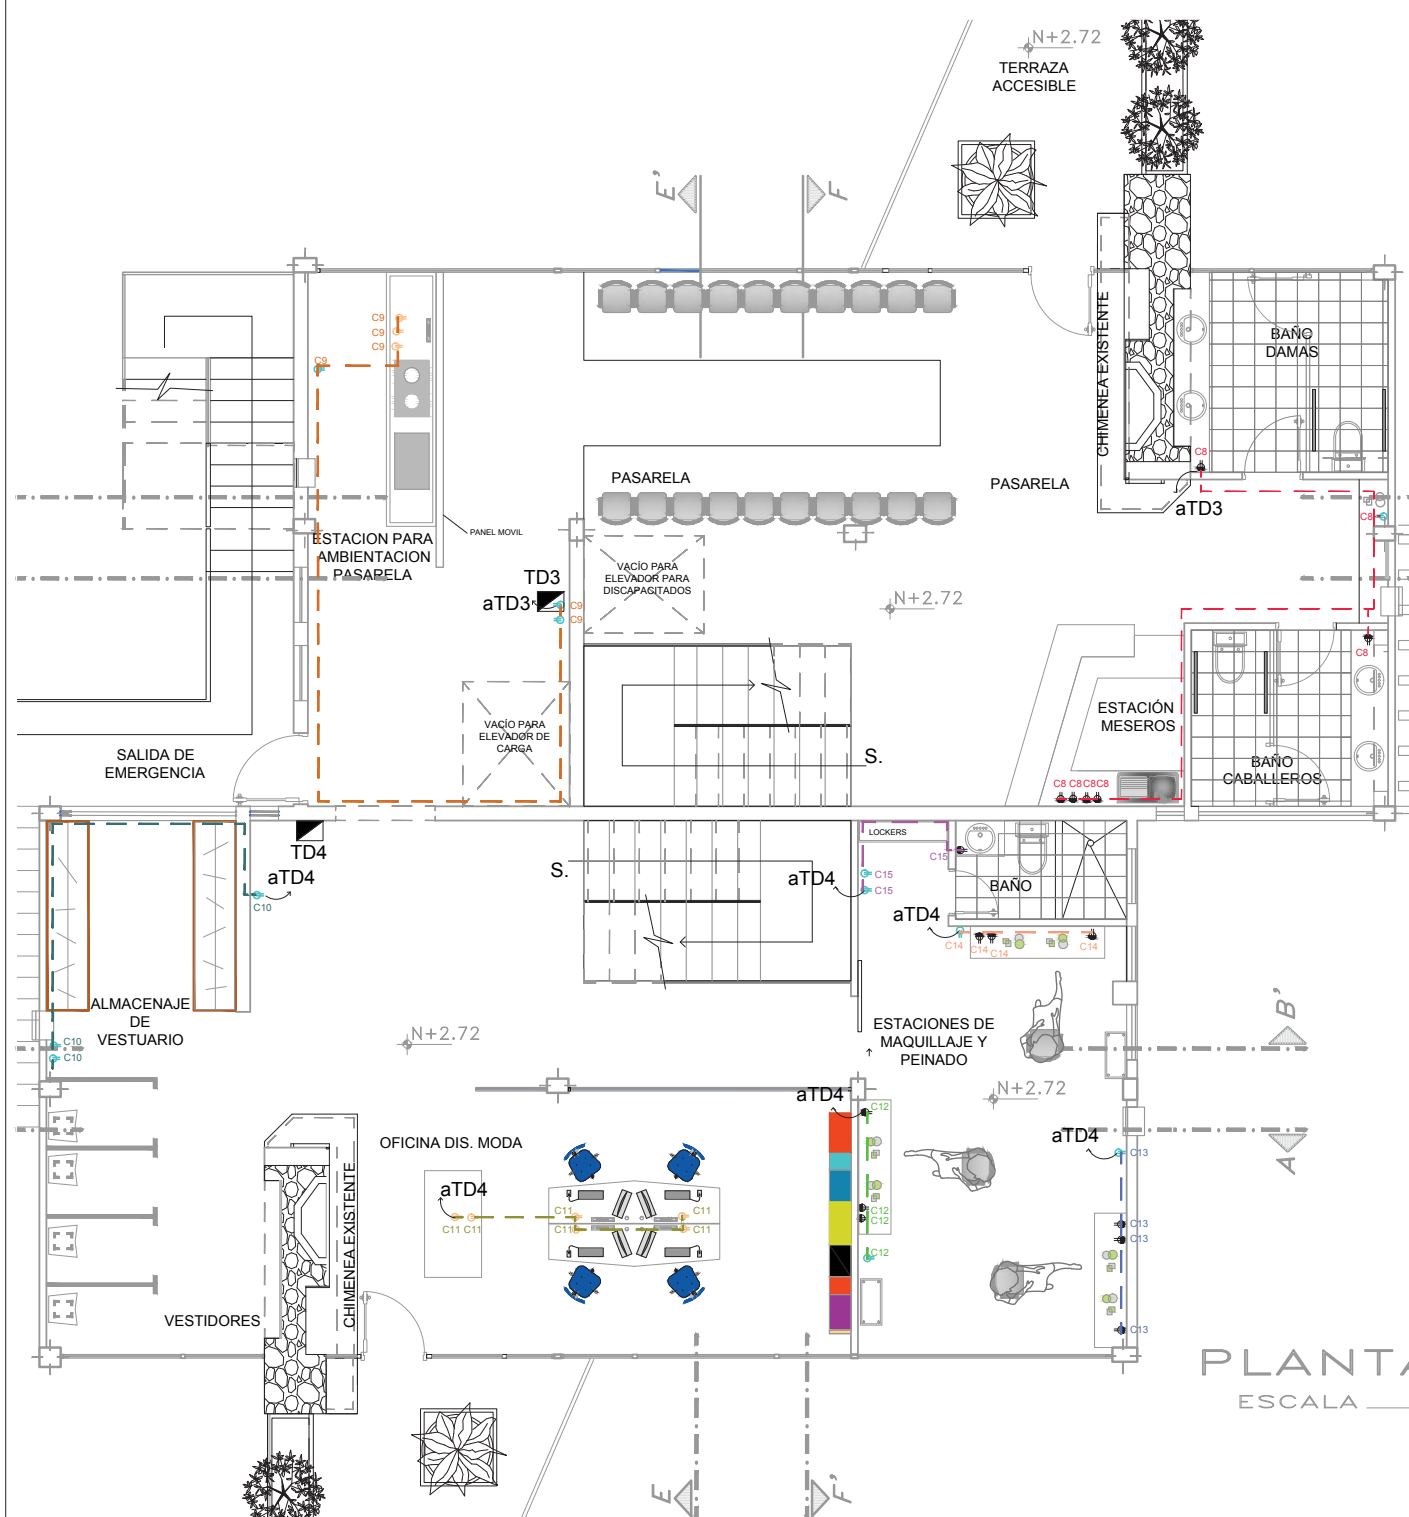 N+2.72
TERRAZA
ACCESIBLE
E'
F
C9
C9
C9
C9
CHIMENEA EXISTENTE
BAÑO
DAMAS
PASARELA
PASARELA
C8
aTD3
C8
PANEL MOVIL
ESTACION PARA
AMBIENTACION
PASARELA
VACÍO PARA
ELEVADOR PARA
DISCAPACITADOS
TD3
aTD3
C9
C9
N+2.72
C8
VACÍO PARA
ELEVADOR DE
CARGA
ESTACIÓN
MESEROS
SALIDA DE
EMERGENCIA
S.
BAÑO
CABALLEROS
C8 C8C8C8
TD4
aTD4
C10
S.
LOCKERS
C15
C15
C15
aTD4
BAÑO
aTD4
C14 C14 C14 C14
ALMACENAJE
DE
VESTUARIO
C10
C10
N+2.72
ESTACIONES DE
MAQUILLAJE Y
PEINADO
B'
N+2.72
aTD4
C12
OFICINA DIS. MODA
aTD4
C13
A
aTD4
C11 C11
C11
C11
C11
C11
C12
C12
C12
C13
C13
CHIMENEA EXISTENTE
VESTIDORES
C13
PLANTA
ESCALA
E
F'